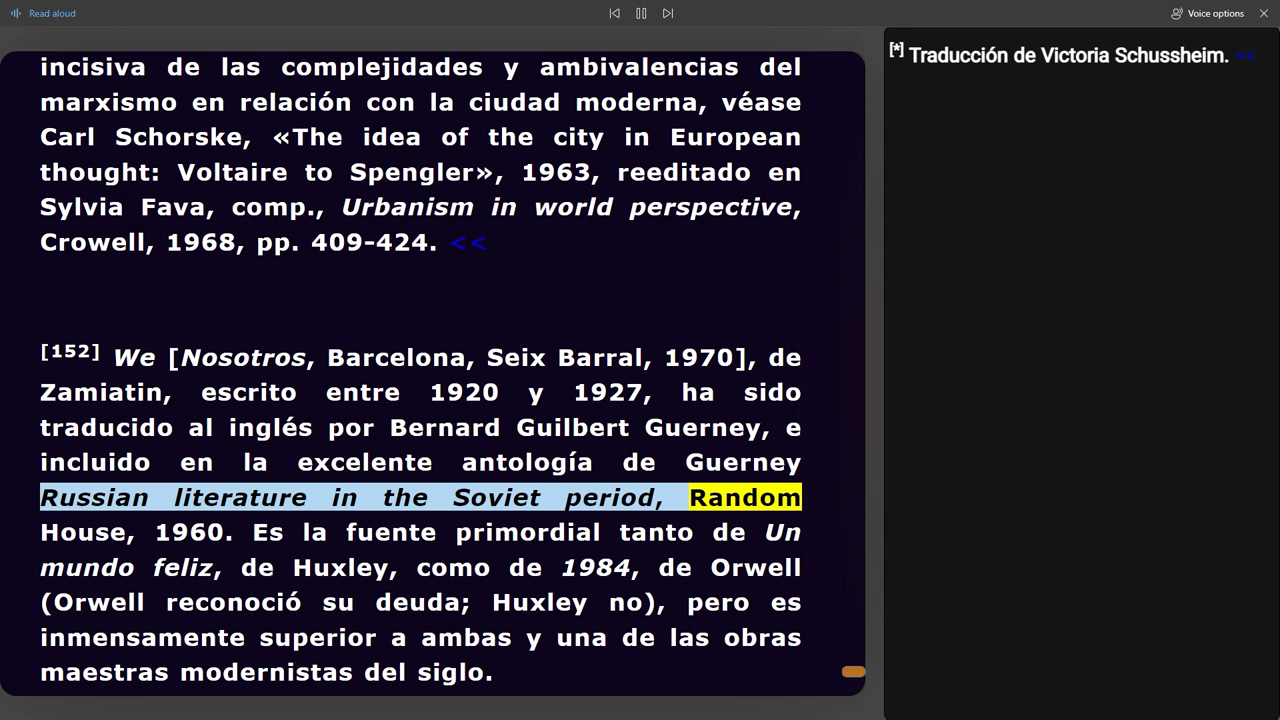 Read aloud
Voice options
incisiva de las complejidades y ambivalencias del
marxismo en relación con la ciudad moderna, véase
Carl Schorske, «The idea of the city in European
thought: Voltaire to Spengler», 1963, reeditado en
Sylvia Fava, comp., Urbanism in world perspective,
Crowell, 1968, pp. 409-424. <<
[152] We [Nosotros, Barcelona, Seix Barral, 1970], de
Zamiatin, escrito entre 1920 y 1927, ha sido
traducido al inglés por Bernard Guilbert Guerney, e
incluido en la excelente antología de Guerney
Russian literature in the Soviet period, Random
House, 1960. Es la fuente primordial tanto de Un
mundo feliz, de Huxley, como de 1984, de Orwell
(Orwell reconoció su deuda; Huxley no), pero es
inmensamente superior a ambas y una de las obras
maestras modernistas del siglo.
[*] Traducción de Victoria Schussheim. <<